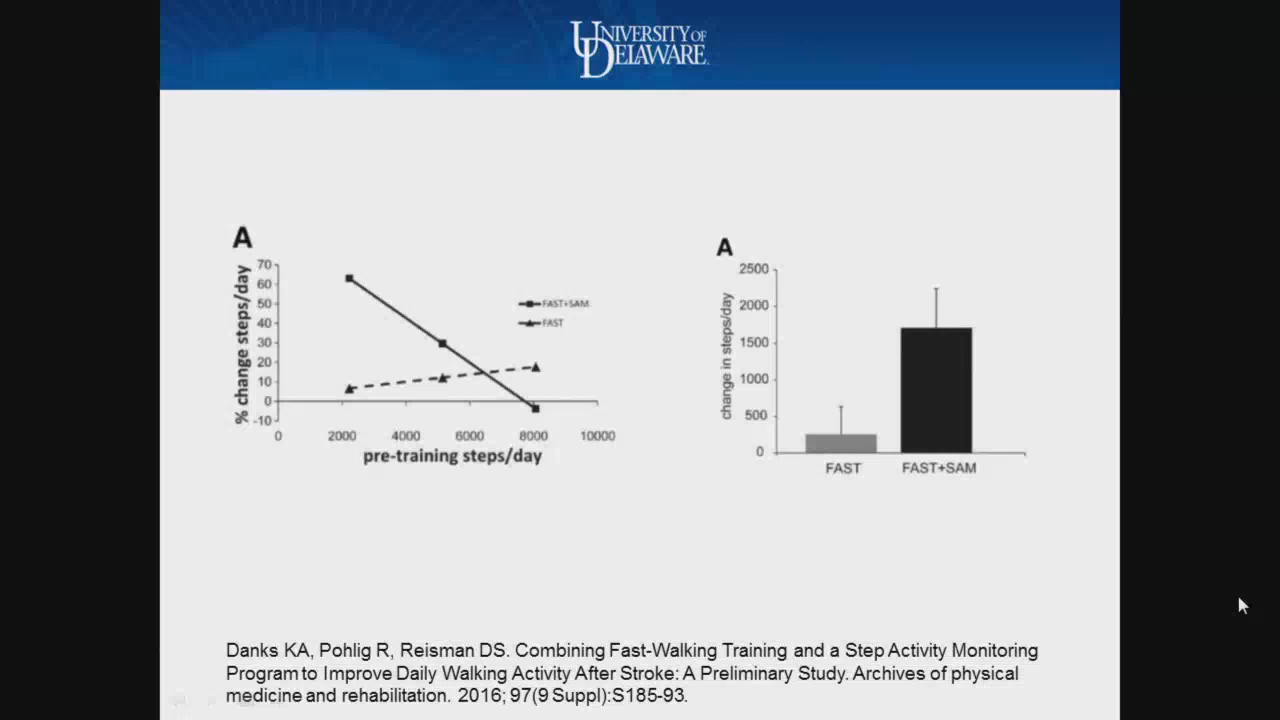 UNIVERSITY OF
DELAWARE
A
70
60
50
40
30
20
10
0
-10
% change steps/day
FAST+SAM
FAST
0 2000 4000 6000 8000 10000
pre-training steps/day
A
2500
2000
1500
1000
500
0
change in steps/day
FAST FAST+SAM
Danks KA, Pohlig R, Reisman DS. Combining Fast-Walking Training and a Step Activity Monitoring
Program to Improve Daily Walking Activity After Stroke: A Preliminary Study. Archives of physical
medicine and rehabilitation. 2016; 97(9 Suppl):S185-93.